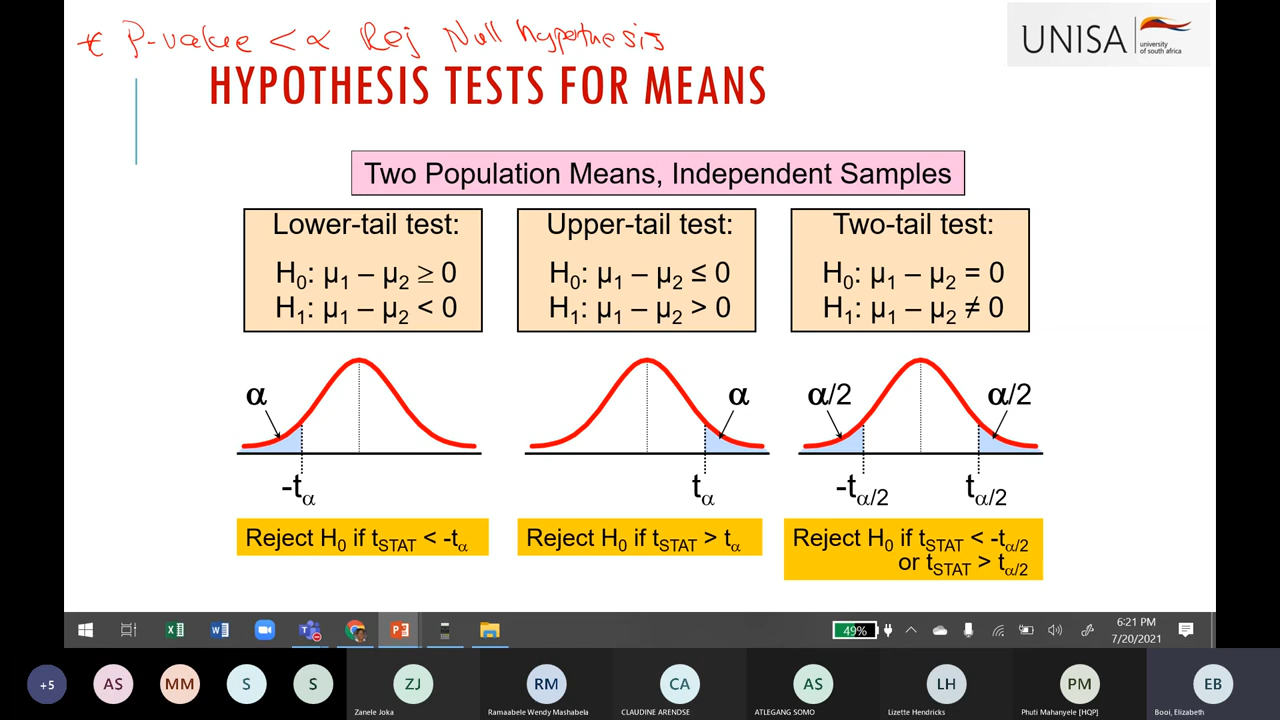 * P-value < α Rej Null hypothesis
UNISA university of south africa
HYPOTHESIS TESTS FOR MEANS
Two Population Means, Independent Samples
Lower-tail test:
H0: μ1 – μ2 ≥ 0
H1: μ1 – μ2 < 0
Upper-tail test:
H0: μ1 – μ2 ≤ 0
H1: μ1 – μ2 > 0
Two-tail test:
H0: μ1 – μ2 = 0
H1: μ1 – μ2 ≠ 0
α
-tα
α
tα
α/2
α/2
-tα/2
tα/2
Reject H0 if tSTAT < -tα
Reject H0 if tSTAT > tα
Reject H0 if tSTAT < -tα/2
or tSTAT > tα/2
49%
6:21 PM
7/20/2021
+5
AS
MM
S
S
ZJ
Zanele Joka
RM
Ramaabele Wendy Mashabela
CA
CLAUDINE ARENDSE
AS
ATLEGANG SOMO
LH
Lizette Hendricks
PM
Phuti Mahanyele [HQP]
EB
Booi, Elizabeth